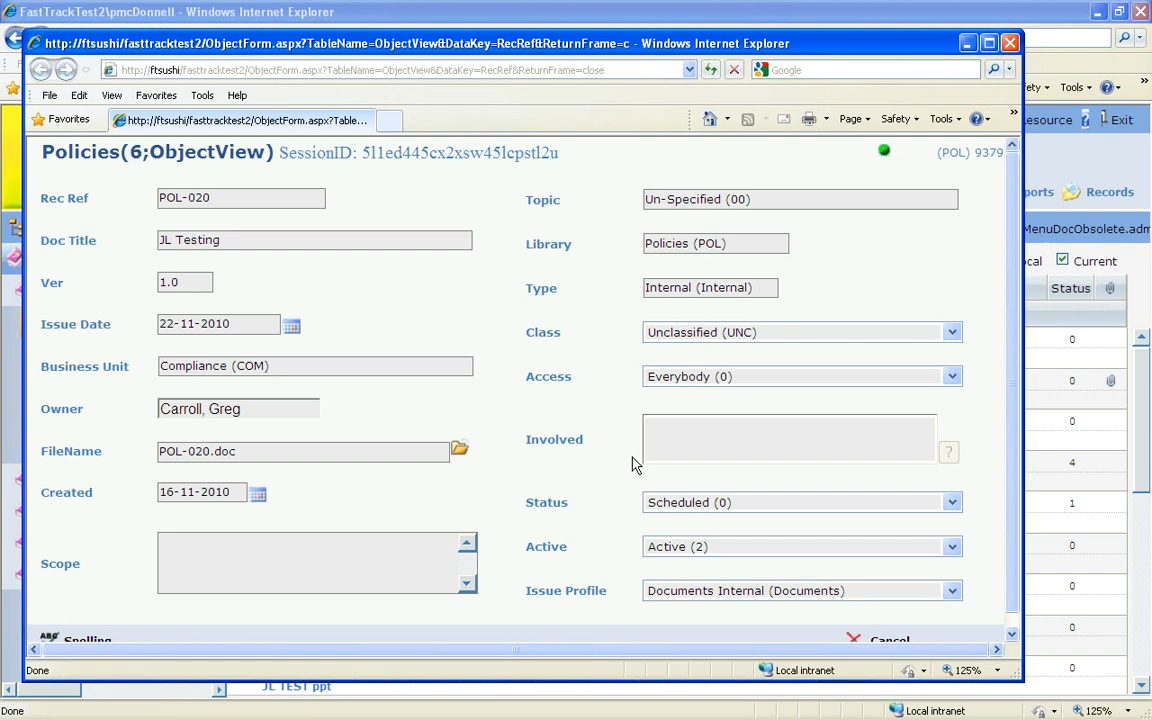 FastTrackTest2\pmcDonnell - Windows Internet Explorer
http://ftsushi/fasttracktest2/ObjectForm.aspx?TableName=ObjectView&DataKey=RecRef&ReturnFrame=c - Windows Internet Explorer
http://ftsushi/fasttracktest2/ObjectForm.aspx?TableName=ObjectView&DataKey=RecRef&ReturnFrame=close
Google
File Edit View Favorites Tools Help
Tools
Favorites
http://ftsushi/fasttracktest2/ObjectForm.aspx?Table...
Page Safety Tools
esource Exit
Policies(6;ObjectView) SessionID: 5l1ed445cx2xsw45lcpstl2u
(POL) 9379
ports Records
Rec Ref POL-020
Topic Un-Specified (00)
MenuDocObsolete.adm
Doc Title JL Testing
Library Policies (POL)
cal Current
Ver 1.0
Type Internal (Internal)
Status
Issue Date 22-11-2010
Class Unclassified (UNC)
0
Business Unit Compliance (COM)
Access Everybody (0)
0
Owner Carroll, Greg
0
Involved
?
FileName POL-020.doc
4
Created 16-11-2010
Status Scheduled (0)
1
Active Active (2)
0
Scope
Issue Profile Documents Internal (Documents)
0
0
ABC Spelling
Cancel
0
Done
Local intranet
125%
JL TEST ppt
Done
Local intranet
125%